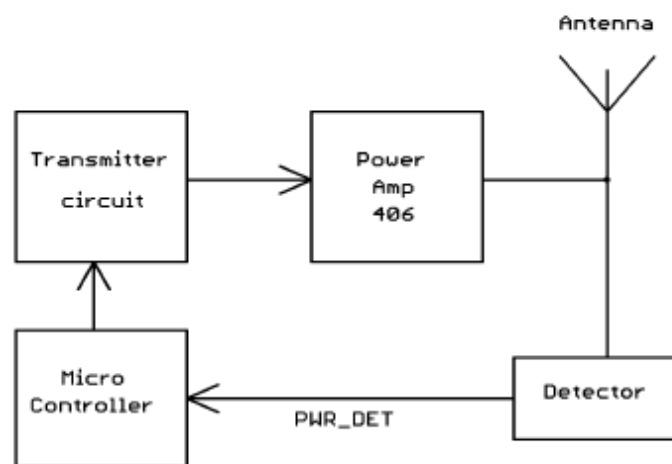 Antenna
Transmitter
circuit
Power
Amp
406
Micro
Controller
PWR_DET
Detector